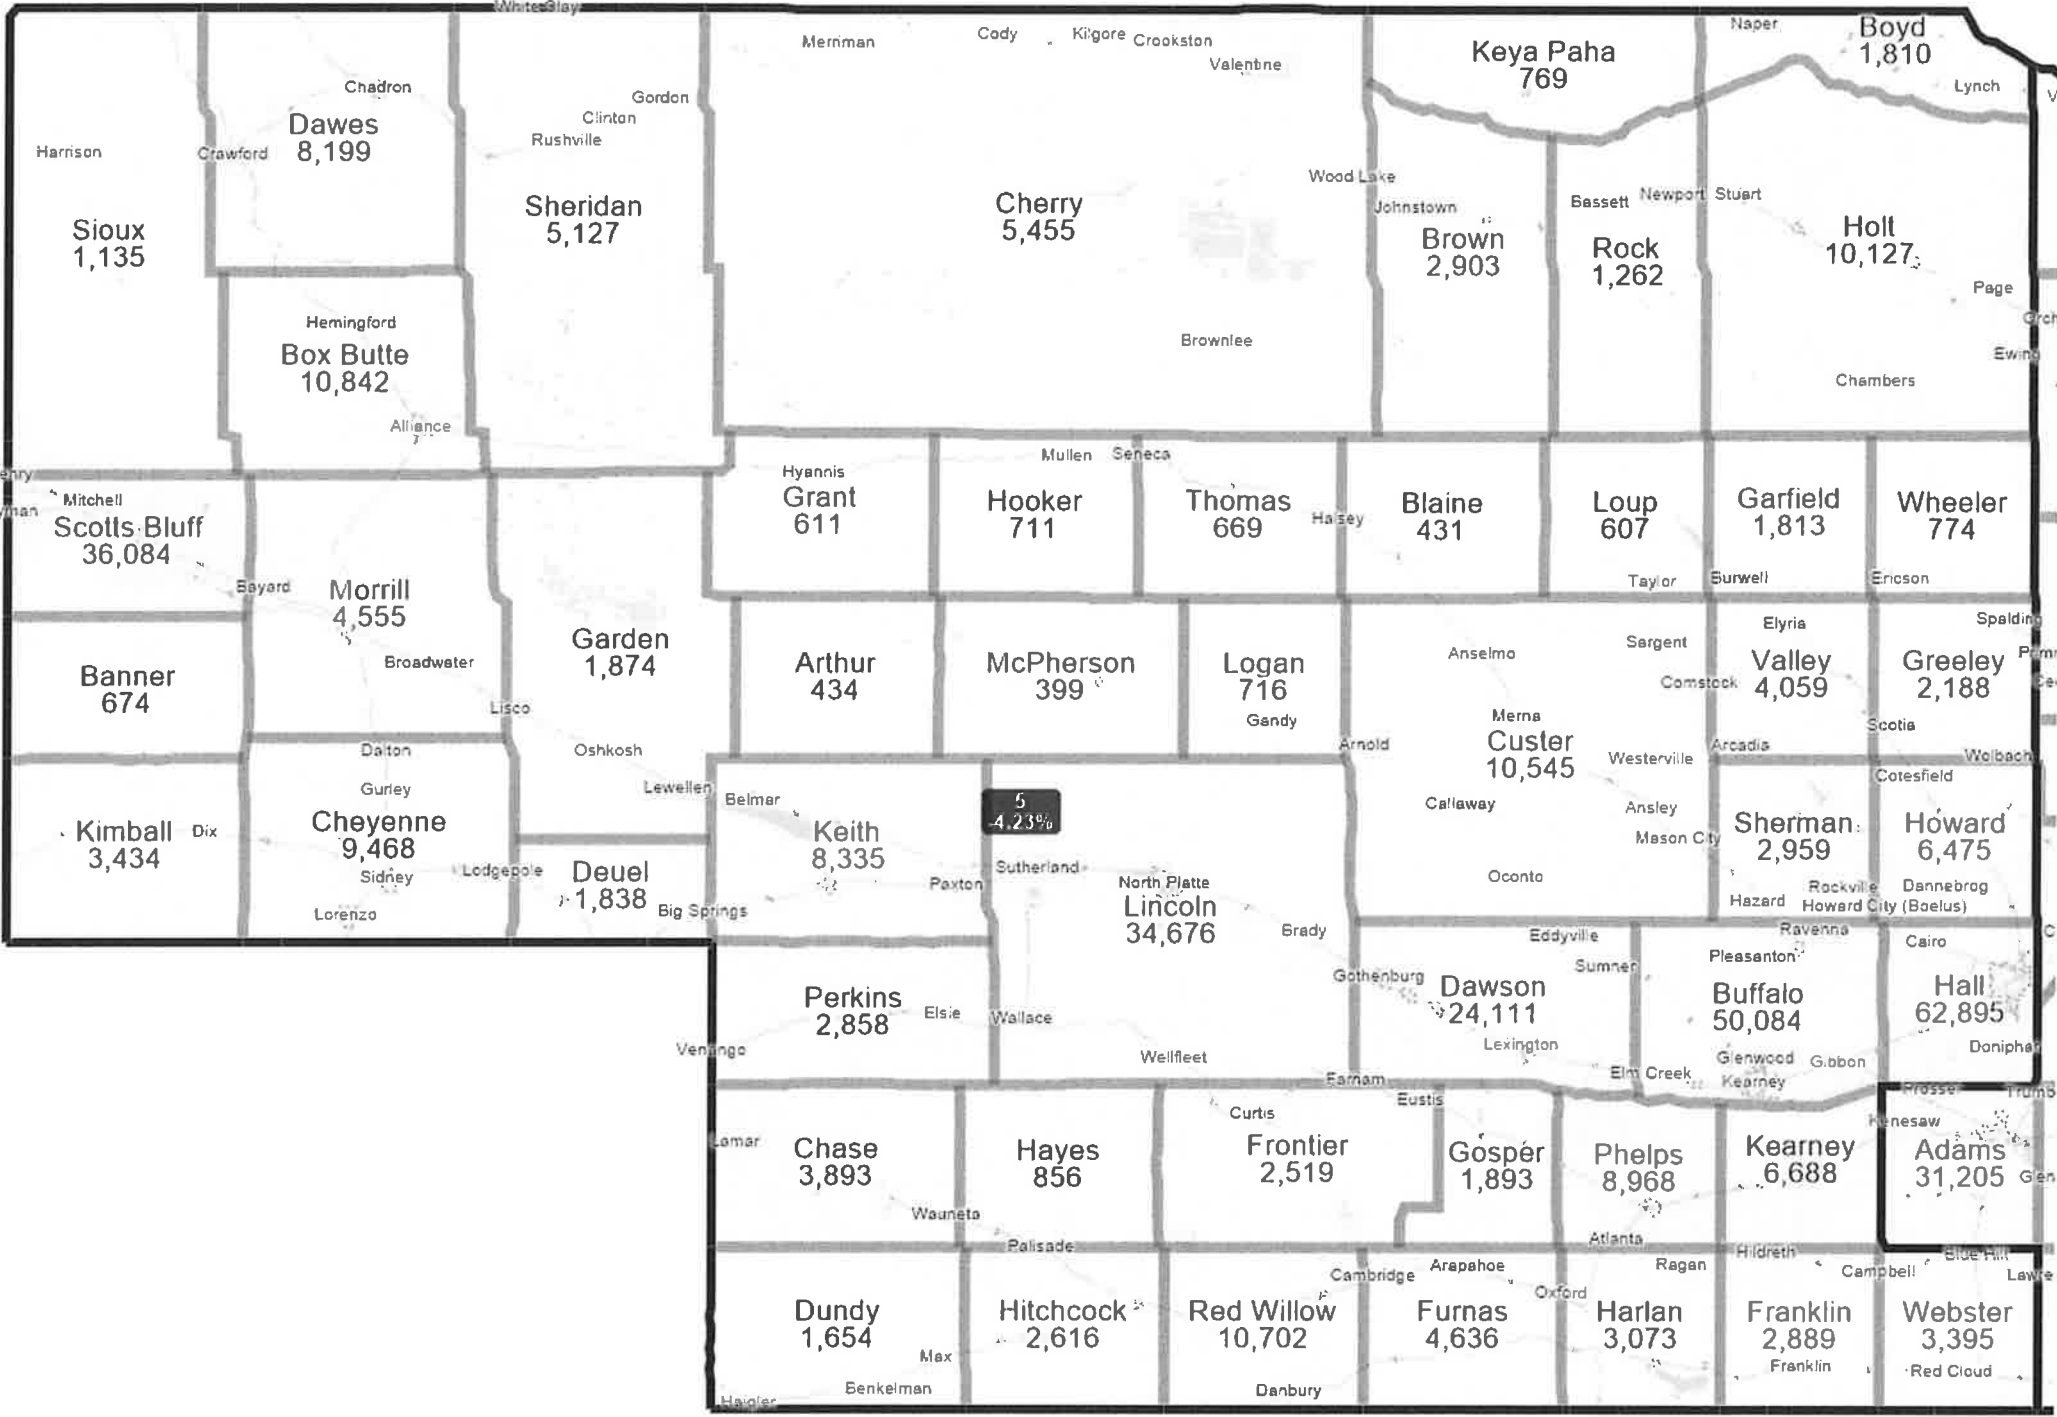 White Clay
Merriman
Cody
Kilgore
Crookston
Valentine
Keya Paha
769
Naper
Boyd
1,810
Lynch
Chadron
Dawes
8,199
Crawford
Harrison
Sioux
1,135
Gordon
Clinton
Rushville
Sheridan
5,127
Cherry
5,455
Brownlee
Wood Lake
Johnstown
Brown
2,903
Bassett
Rock
1,262
Newport
Stuart
Holt
10,127
Page
Ewing
Chambers
Hemingford
Box Butte
10,842
Alliance
Mitchell
Scotts Bluff
36,084
Bayard
Morrill
4,555
Broadwater
Garden
1,874
Lisco
Oshkosh
Lewellen
Hyannis
Grant
611
Mullen
Hooker
711
Seneca
Thomas
669
Halsey
Blaine
431
Loup
607
Taylor
Garfield
1,813
Burwell
Wheeler
774
Ericson
Banner
674
Arthur
434
McPherson
399
Logan
716
Gandy
Arnold
Anselmo
Sargent
Comstock
Merna
Custer
10,545
Westerville
Callaway
Ansley
Mason City
Oconto
Elyria
Valley
4,059
Arcadia
Spalding
Greeley
2,188
Scotia
Wolbach
Kimball
3,434
Dix
Dalton
Gurley
Cheyenne
9,468
Sidney
Lorenzo
Lodgepole
Deuel
1,838
Big Springs
Belmar
Keith
8,335
Paxton
5
-4.23%
Sutherland
North Platte
Lincoln
34,676
Brady
Wallace
Wellfleet
Sherman
2,959
Hazard
Rockville
Howard City (Boelus)
Cotesfield
Howard
6,475
Dannebrog
Perkins
2,858
Elsie
Venango
Gothenburg
Eddyville
Sumner
Dawson
24,111
Lexington
Farnam
Ravenna
Pleasanton
Buffalo
50,084
Elm Creek
Glenwood
Kearney
Gibbon
Cairo
Hall
62,895
Doniphan
Prosser
Lamar
Chase
3,893
Wauneta
Hayes
856
Palisade
Curtis
Frontier
2,519
Eustis
Gosper
1,893
Phelps
8,968
Atlanta
Kearney
6,688
Kenesaw
Adams
31,205
Dundy
1,654
Max
Benkelman
Haigler
Hitchcock
2,616
Red Willow
10,702
Danbury
Cambridge
Arapahoe
Furnas
4,636
Oxford
Ragan
Harlan
3,073
Hildreth
Franklin
2,889
Franklin
Campbell
Blue Hill
Webster
3,395
Red Cloud